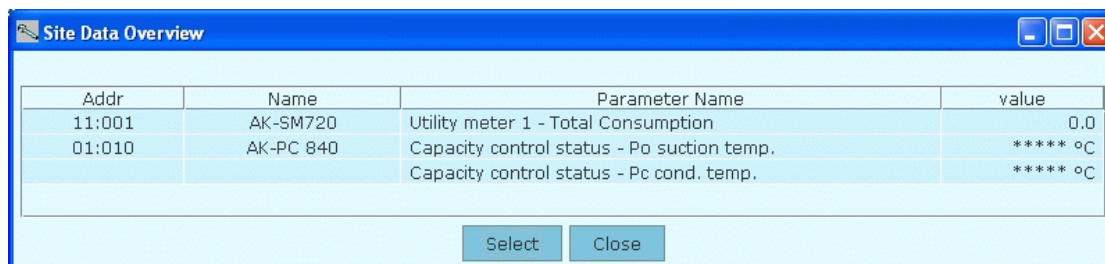 Site Data Overview
Addr Name Parameter Name value
11:001 AK-SM720 Utility meter 1 - Total Consumption 0.0
01:010 AK-PC 840 Capacity control status - Po suction temp. ***** ºC
Capacity control status - Pc cond. temp. ***** ºC
Select Close